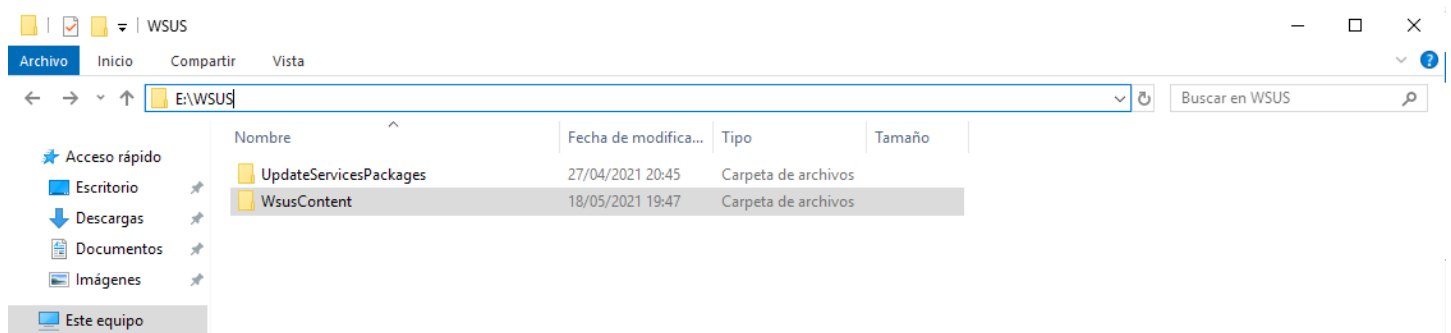 WSUS
Archivo Inicio Compartir Vista
E:\WSUS Buscar en WSUS
Nombre Fecha de modifica... Tipo Tamaño
Acceso rápido
UpdateServicesPackages 27/04/2021 20:45 Carpeta de archivos
Escritorio
WsusContent 18/05/2021 19:47 Carpeta de archivos
Descargas
Documentos
Imágenes
Este equipo